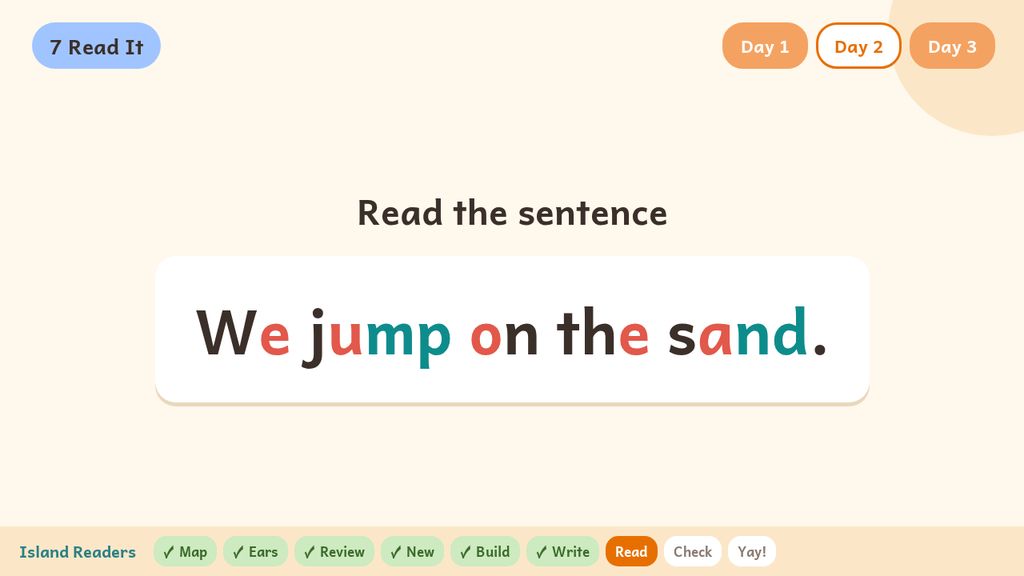 7 Read It
Day 1 Day 2 Day 3
Read the sentence
We jump on the sand.
Island Readers ✓ Map ✓ Ears ✓ Review ✓ New ✓ Build ✓ Write Read Check Yay!